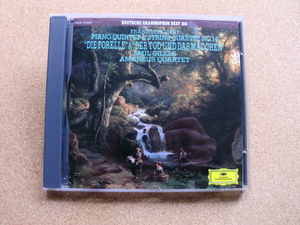 DEUTSCHE GRAMMOPHON BEST 100
FRANZ SCHUBERT
PIANO QUINTET & STRING QUARTET NO.14
"DIE FORELLE" & "DER TOD UND DAS MÄDCHEN"
EMIL GILELS
AMADEUS QUARTET